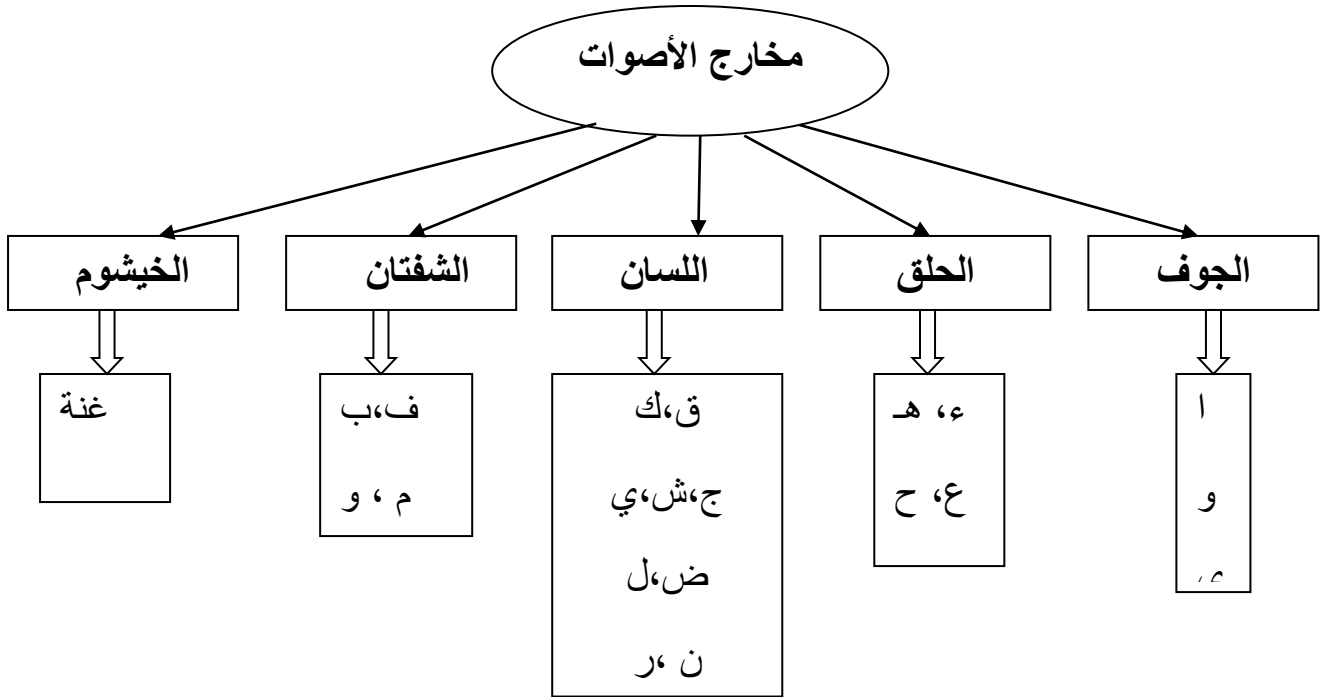 مخارج الأصوات
الجوف
الحلق
اللسان
الشفتان
الخيشوم
ا
و
ء، هـ
ع، ح
ق،ك
ج،ش،ي
ض،ل
ن ،ر
ف،ب
م ، و
غنة